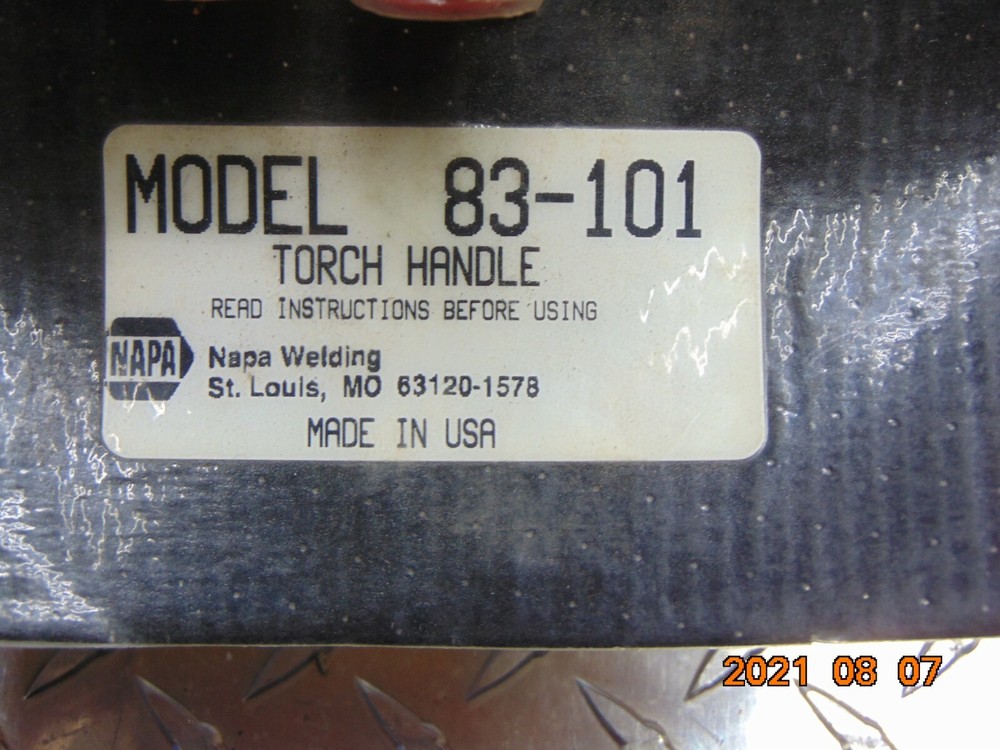 MODEL 83-101
TORCH HANDLE
READ INSTRUCTIONS BEFORE USING
NAPA
Napa Welding
St. Louis, MO 63120-1578
MADE IN USA
2021 08 07